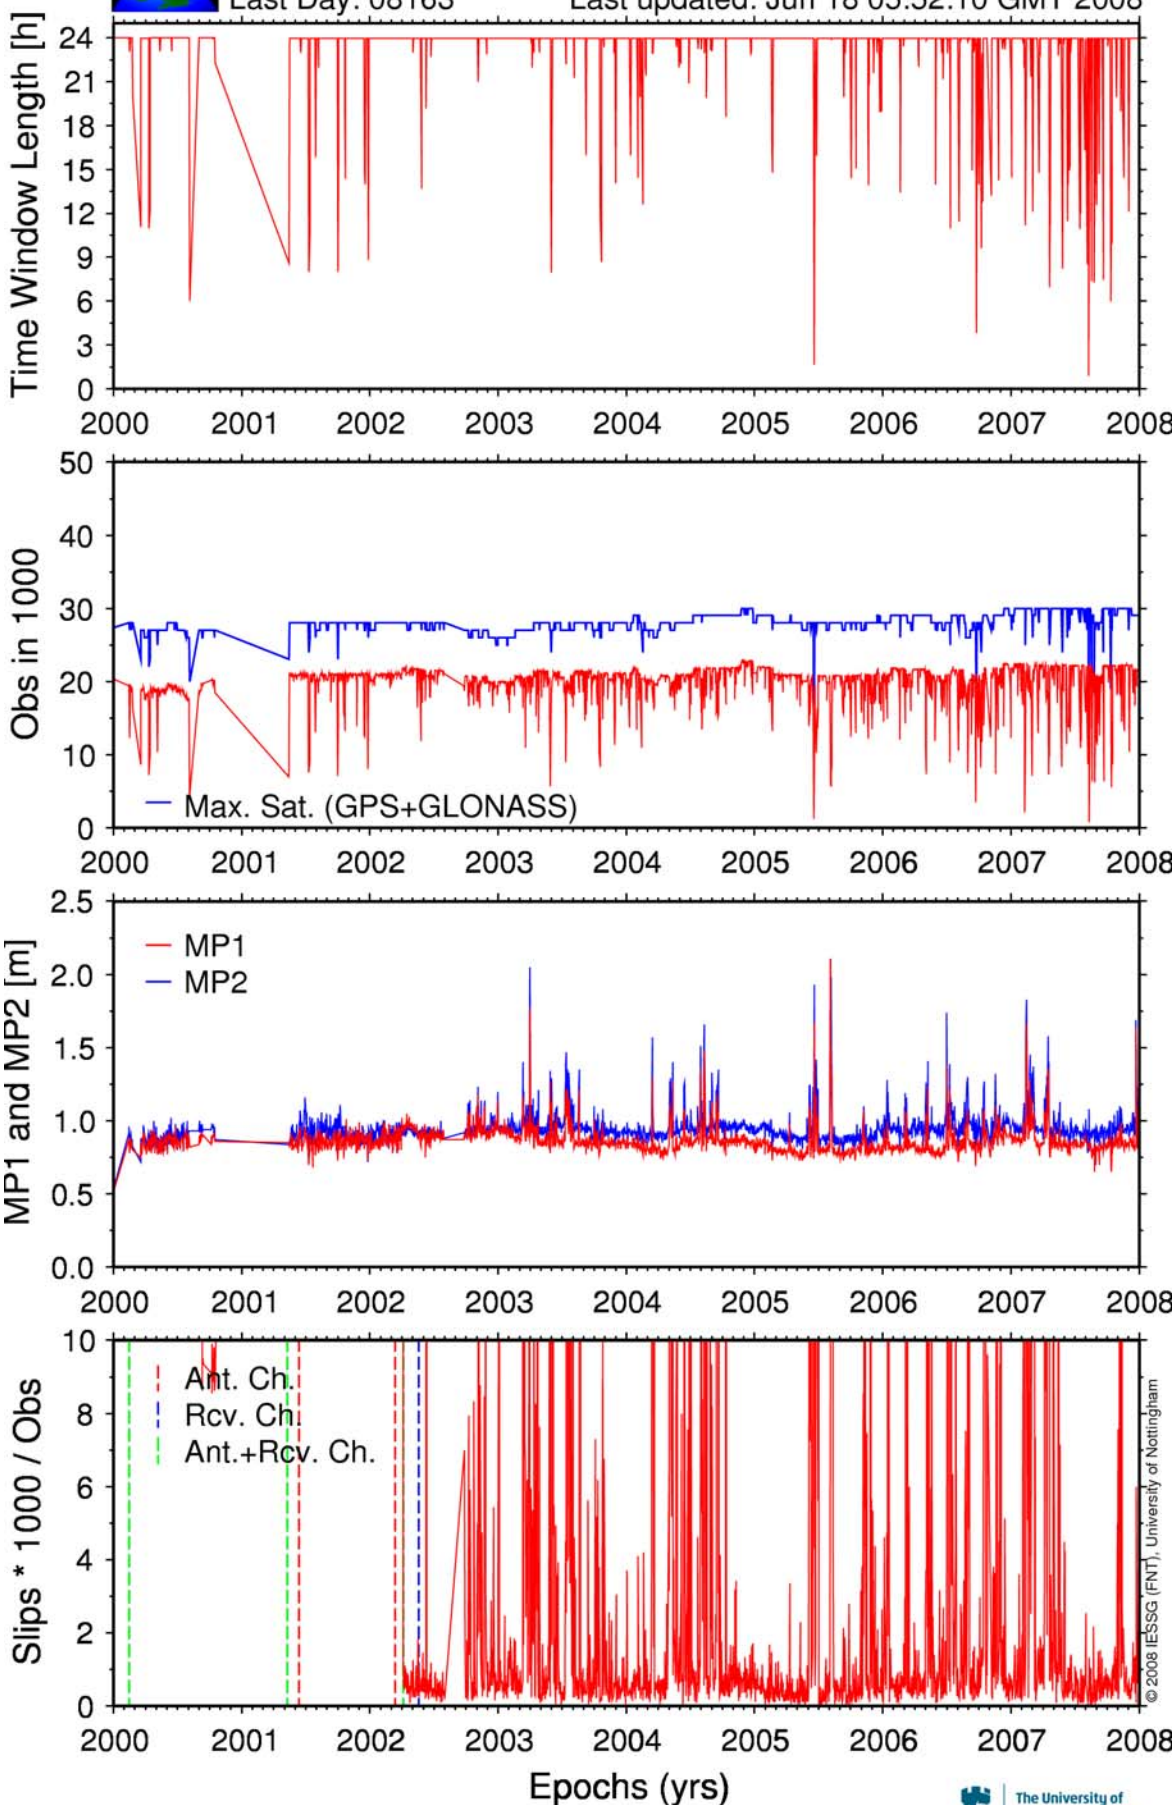 Last Day: 08163 Last updated: Jun 18 05:52:10 GMT 2008
Time Window Length [h]
24
21
18
15
12
9
6
3
0
2000 2001 2002 2003 2004 2005 2006 2007 2008
Obs in 1000
50
40
30
20
10
0
Max. Sat. (GPS+GLONASS)
2000 2001 2002 2003 2004 2005 2006 2007 2008
MP1 and MP2 [m]
2.5
2.0
1.5
1.0
0.5
0.0
MP1
MP2
2000 2001 2002 2003 2004 2005 2006 2007 2008
Slips * 1000 / Obs
10
8
6
4
2
0
Ant. Ch.
Rcv. Ch.
Ant.+Rcv. Ch.
© 2008 IESSG (FNT), University of Nottingham
2000 2001 2002 2003 2004 2005 2006 2007 2008
Epochs (yrs)
The University of